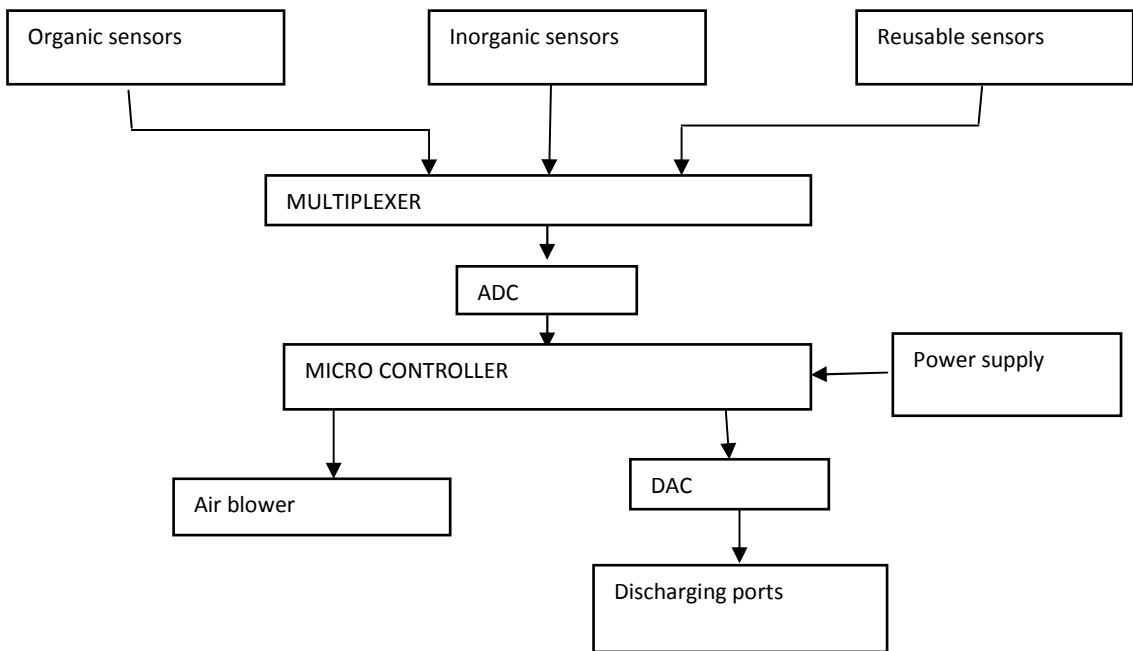 Organic sensors
Inorganic sensors
Reusable sensors
MULTIPLEXER
ADC
MICRO CONTROLLER
Power supply
Air blower
DAC
Discharging ports